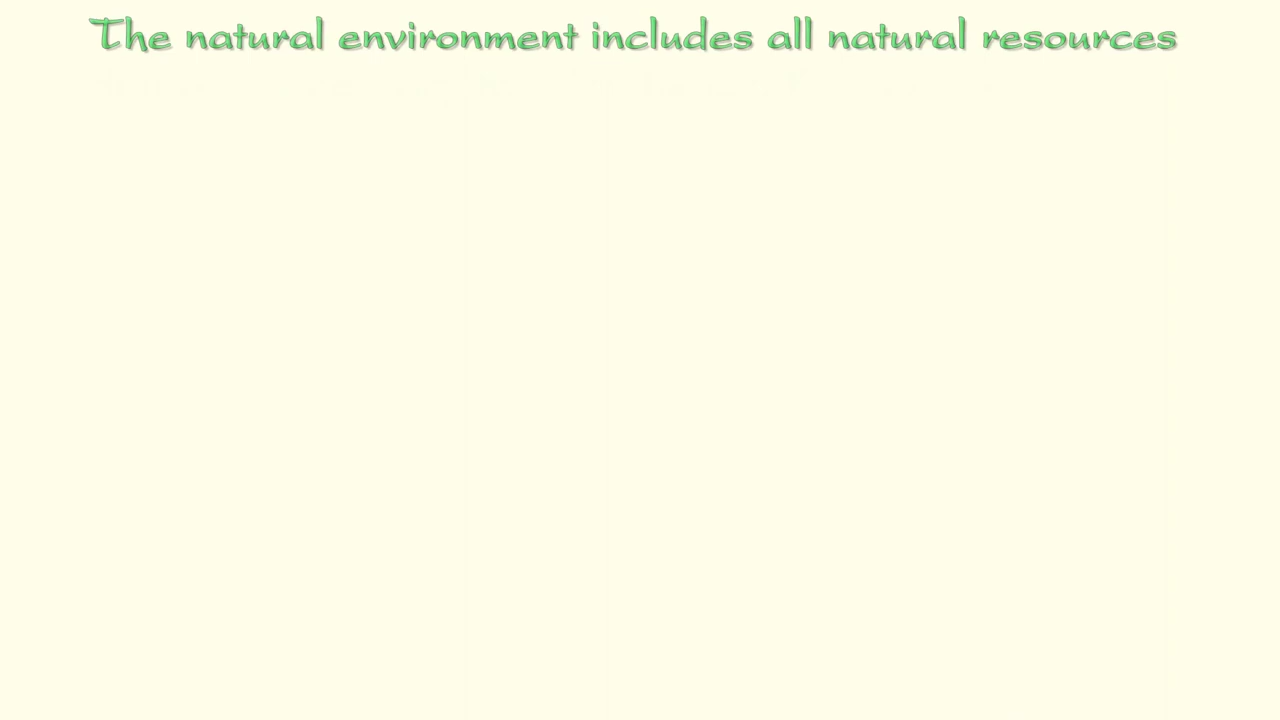 The natural environment includes all natural resources